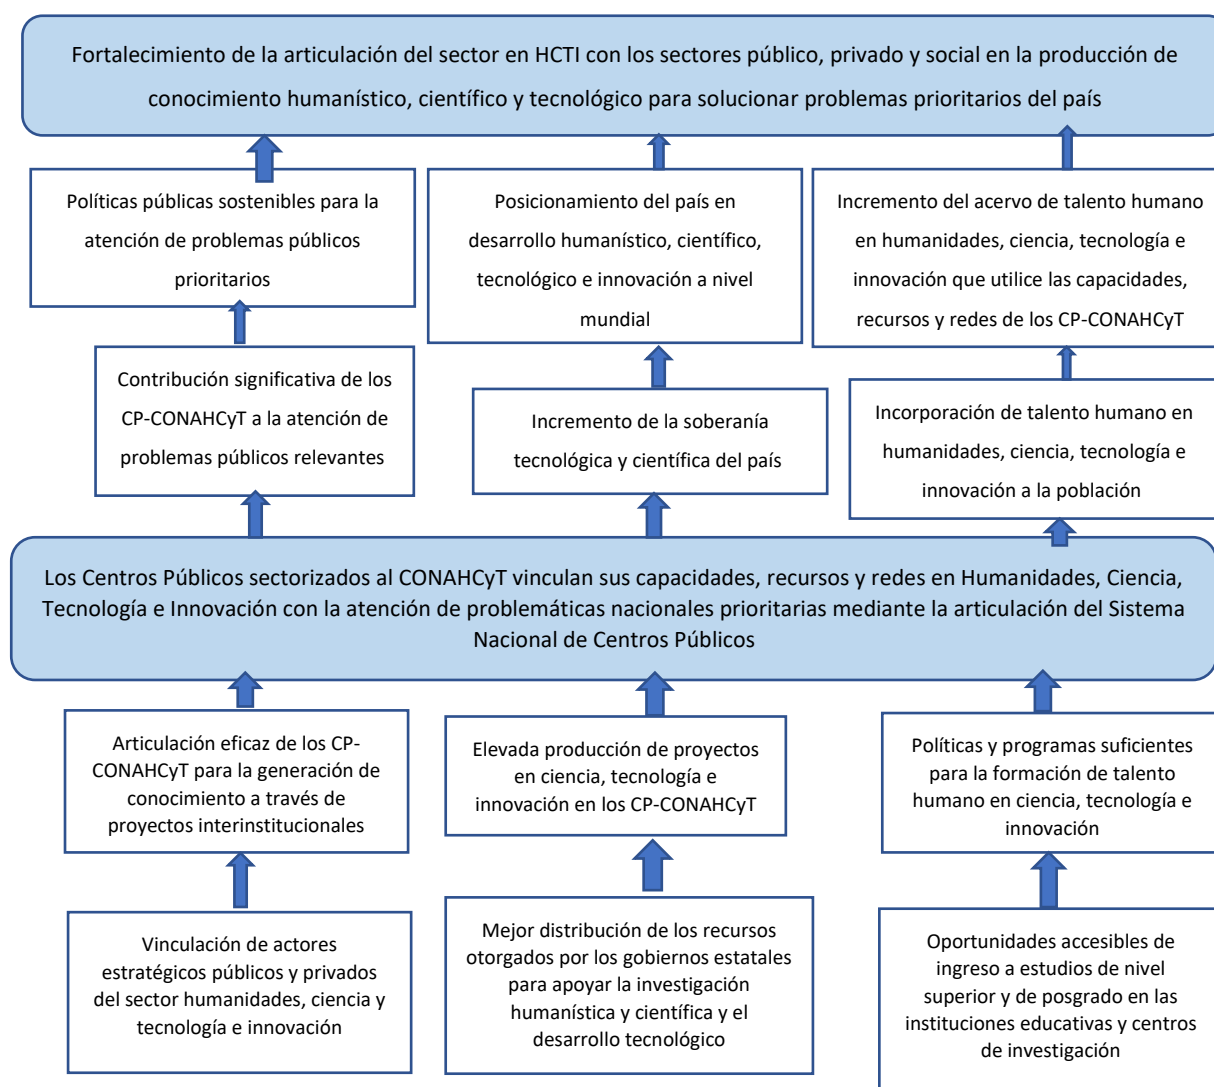 Fortalecimiento de la articulación del sector en HCTI con los sectores público, privado y social en la producción de
conocimiento humanístico, científico y tecnológico para solucionar problemas prioritarios del país
Políticas públicas sostenibles para la
atención de problemas públicos
prioritarios
Posicionamiento del país en
desarrollo humanístico, científico,
tecnológico e innovación a nivel
mundial
Incremento del acervo de talento humano
en humanidades, ciencia, tecnología e
innovación que utilice las capacidades,
recursos y redes de los CP-CONAHCyT
Contribución significativa de los
CP-CONAHCyT a la atención de
problemas públicos relevantes
Incremento de la soberanía
tecnológica y científica del país
Incorporación de talento humano en
humanidades, ciencia, tecnología e
innovación a la población
Los Centros Públicos sectorizados al CONAHCyT vinculan sus capacidades, recursos y redes en Humanidades, Ciencia,
Tecnología e Innovación con la atención de problemáticas nacionales prioritarias mediante la articulación del Sistema
Nacional de Centros Públicos
Articulación eficaz de los CP-
CONAHCyT para la generación de
conocimiento a través de
proyectos interinstitucionales
Elevada producción de proyectos
en ciencia, tecnología e
innovación en los CP-CONAHCyT
Políticas y programas suficientes
para la formación de talento
humano en ciencia, tecnología e
innovación
Vinculación de actores
estratégicos públicos y privados
del sector humanidades, ciencia y
tecnología e innovación
Mejor distribución de los recursos
otorgados por los gobiernos estatales
para apoyar la investigación
humanística y científica y el
desarrollo tecnológico
Oportunidades accesibles de
ingreso a estudios de nivel
superior y de posgrado en las
instituciones educativas y centros
de investigación